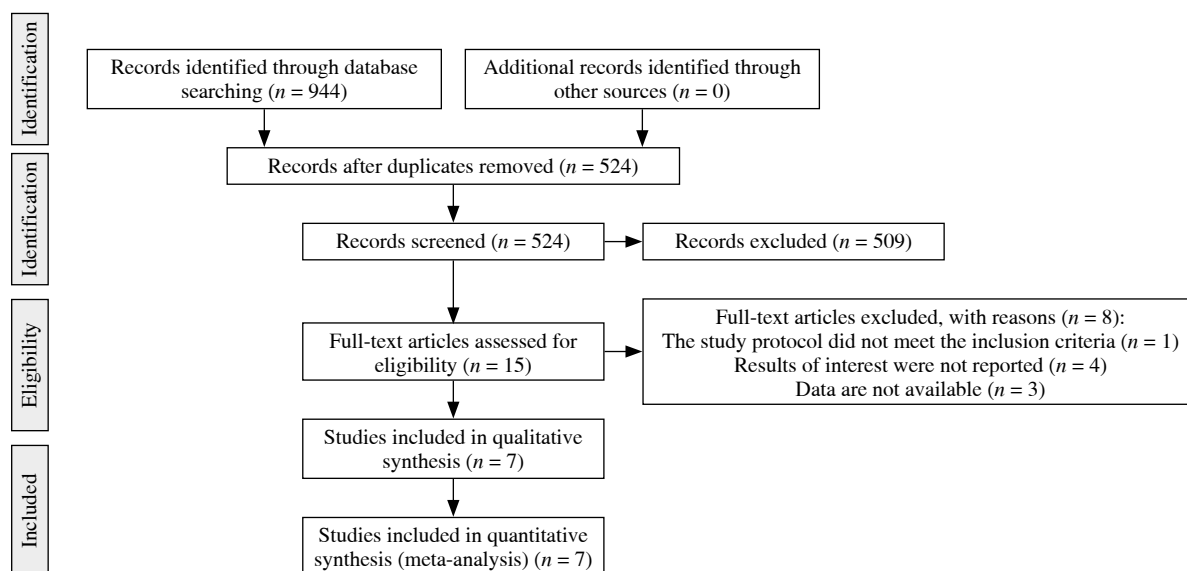 Identification
Records identified through database
searching (n = 944)
Additional records identified through
other sources (n = 0)
Records after duplicates removed (n = 524)
Identification
Records screened (n = 524)
Records excluded (n = 509)
Eligibility
Full-text articles assessed for
eligibility (n = 15)
Full-text articles excluded, with reasons (n = 8):
The study protocol did not meet the inclusion criteria (n = 1)
Results of interest were not reported (n = 4)
Data are not available (n = 3)
Studies included in qualitative
synthesis (n = 7)
Included
Studies included in quantitative
synthesis (meta-analysis) (n = 7)